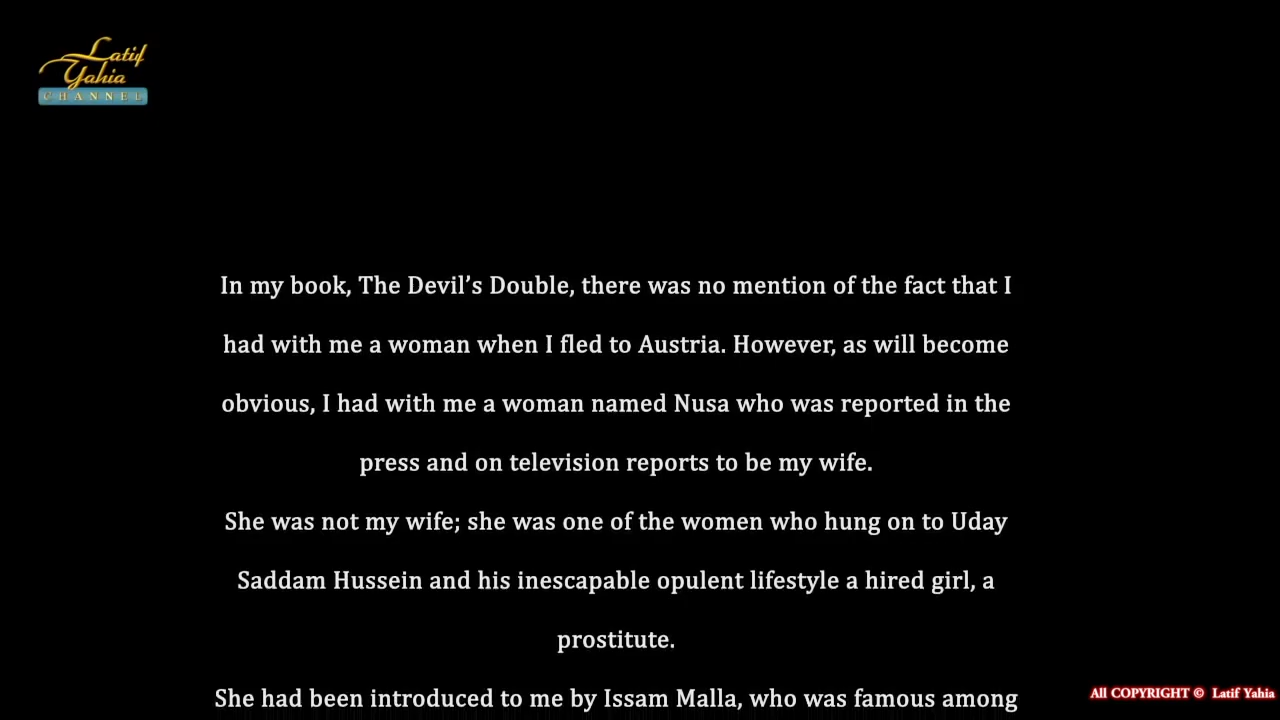 Latif
Yahia
CHANNEL
In my book, The Devil’s Double, there was no mention of the fact that I
had with me a woman when I fled to Austria. However, as will become
obvious, I had with me a woman named Nusa who was reported in the
press and on television reports to be my wife.
She was not my wife; she was one of the women who hung on to Uday
Saddam Hussein and his inescapable opulent lifestyle a hired girl, a
prostitute.
She had been introduced to me by Issam Malla, who was famous among
All COPYRIGHT © Latif Yahia